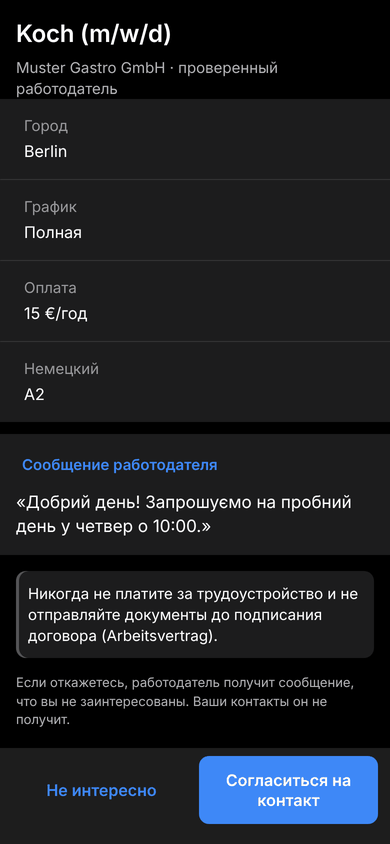 Koch (m/w/d)
Muster Gastro GmbH · проверенный
работодатель
Город
Berlin
График
Полная
Оплата
15 €/год
Немецкий
A2
Сообщение работодателя
«Добрий день! Запрошуємо на пробний
день у четвер о 10:00.»
Никогда не платите за трудоустройство и не
отправляйте документы до подписания
договора (Arbeitsvertrag).
Если откажетесь, работодатель получит сообщение,
что вы не заинтересованы. Ваши контакты он не
получит.
Не интересно
Согласиться на
контакт